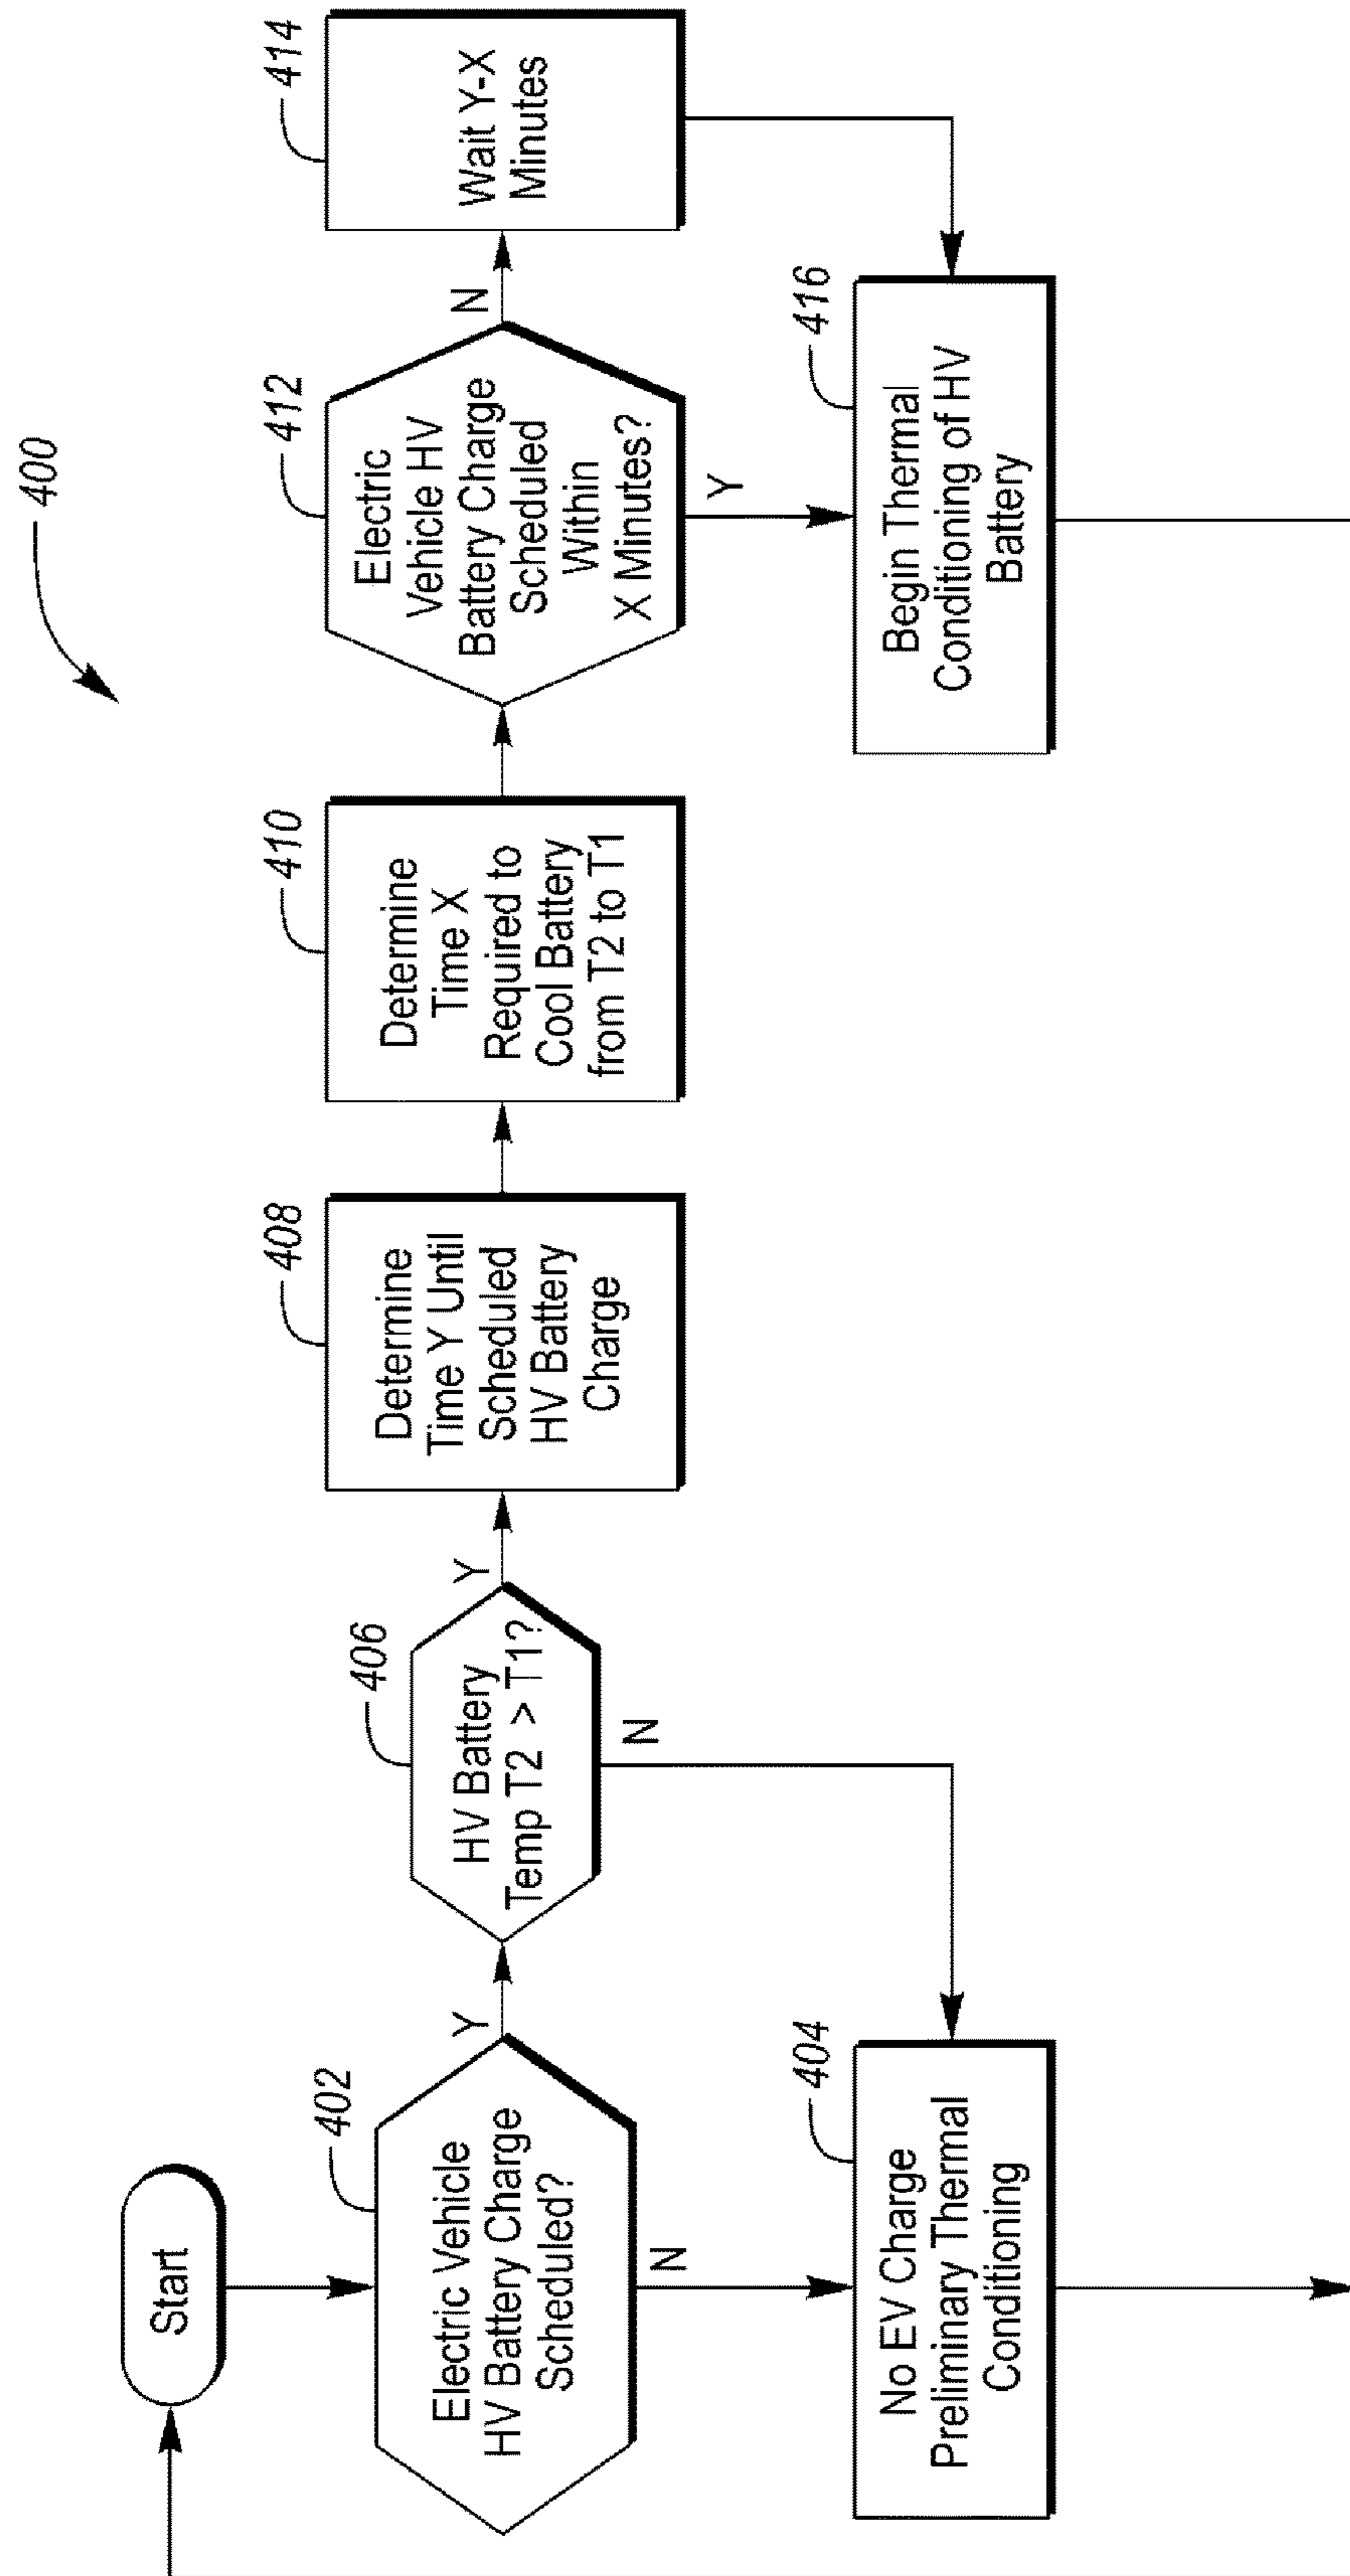 400
Start
402
Electric Vehicle
HV Battery Charge
Scheduled?
Y
N
404
No EV Charge
Preliminary Thermal
Conditioning
406
HV Battery
Temp T2 > T1?
Y
N
408
Determine
Time Y Until
Scheduled
HV Battery
Charge
410
Determine
Time X
Required to
Cool Battery
from T2 to T1
412
Electric
Vehicle HV
Battery Charge
Scheduled
Within
X Minutes?
N
Y
414
Wait Y-X
Minutes
416
Begin Thermal
Conditioning of HV
Battery